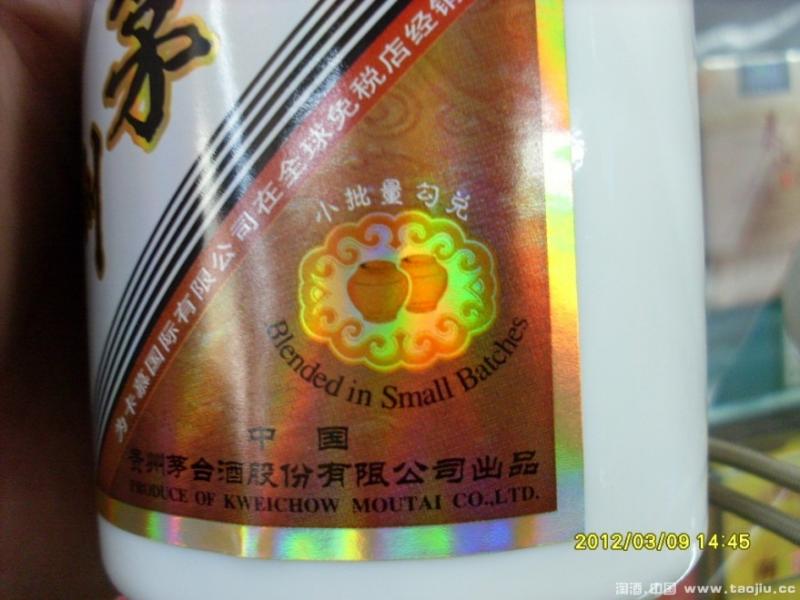 茅
为卡慕国际有限公司在全球免税店经销
小批量勾兑
Blended in Small Batches
中国
贵州茅台酒股份有限公司出品
PRODUCE OF KWEICHOW MOUTAI CO.,LTD.
2012/03/09 14:45
淘酒.中国 www.taojiu.cc